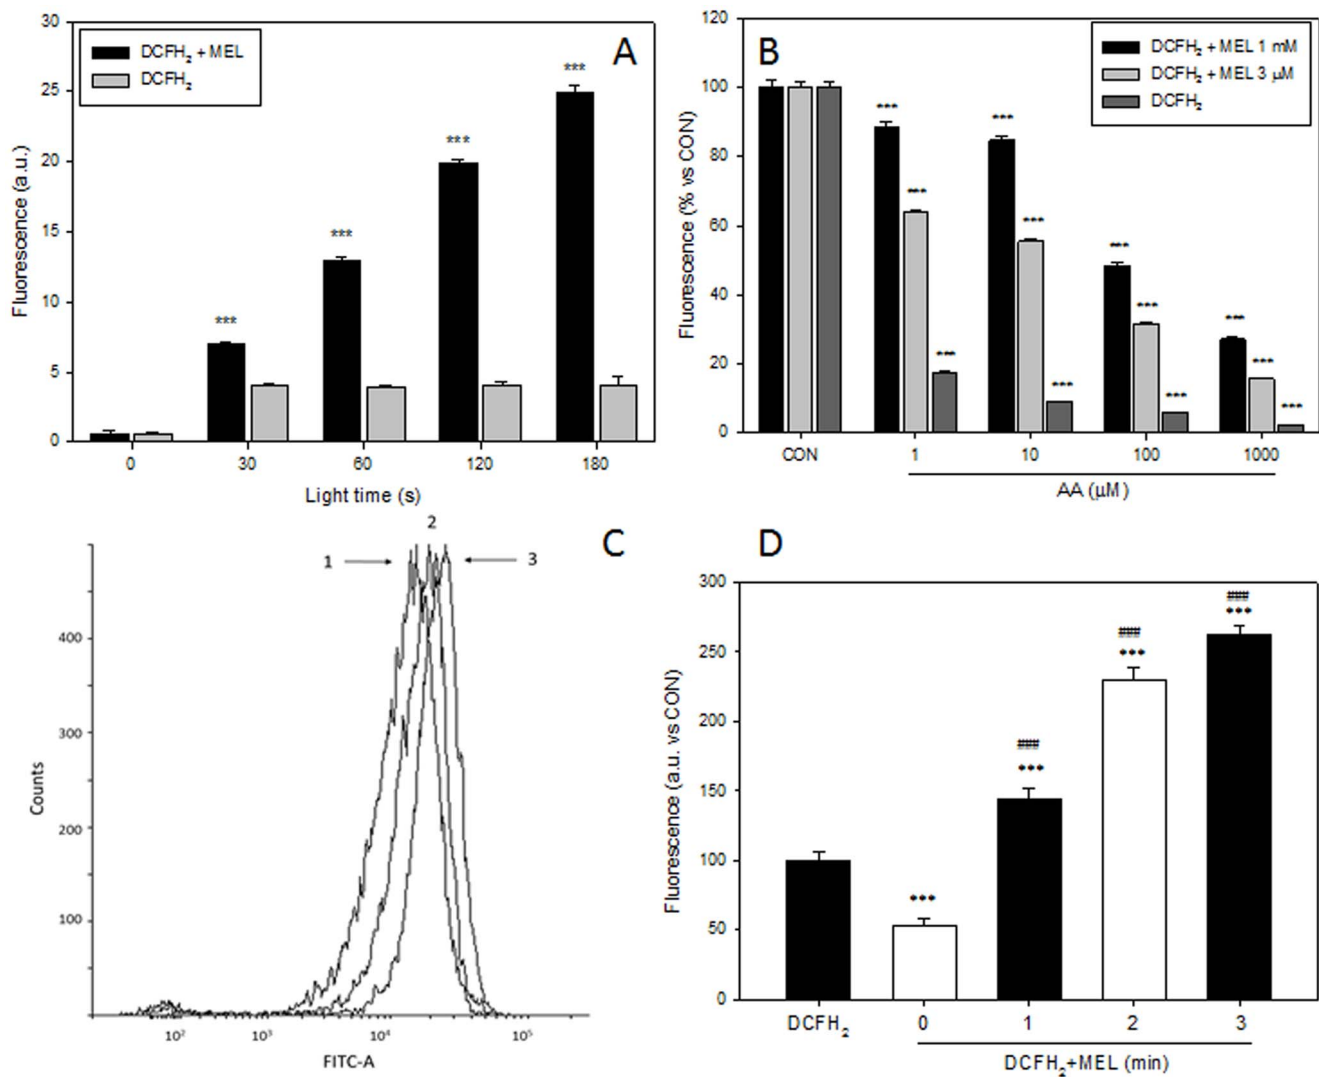 A
DCFH₂ + MEL
DCFH₂
Fluorescence (a.u.)
30
25
20
15
10
5
0
***
***
***
***
0 30 60 120 180
Light time (s)
B
DCFH₂ + MEL 1 mM
DCFH₂ + MEL 3 µM
DCFH₂
Fluorescence (% vs CON)
120
100
80
60
40
20
0
***
***
***
***
***
***
***
***
***
***
***
***
CON 1 10 100 1000
AA (µM)
C
1
2
3
Counts
400
300
200
100
10² 10³ 10⁴ 10⁵
FITC-A
D
Fluorescence (a.u. vs CON)
300
250
200
150
100
50
0
***
###
***
###
***
###
***
DCFH₂ 0 1 2 3
DCFH₂+MEL (min)